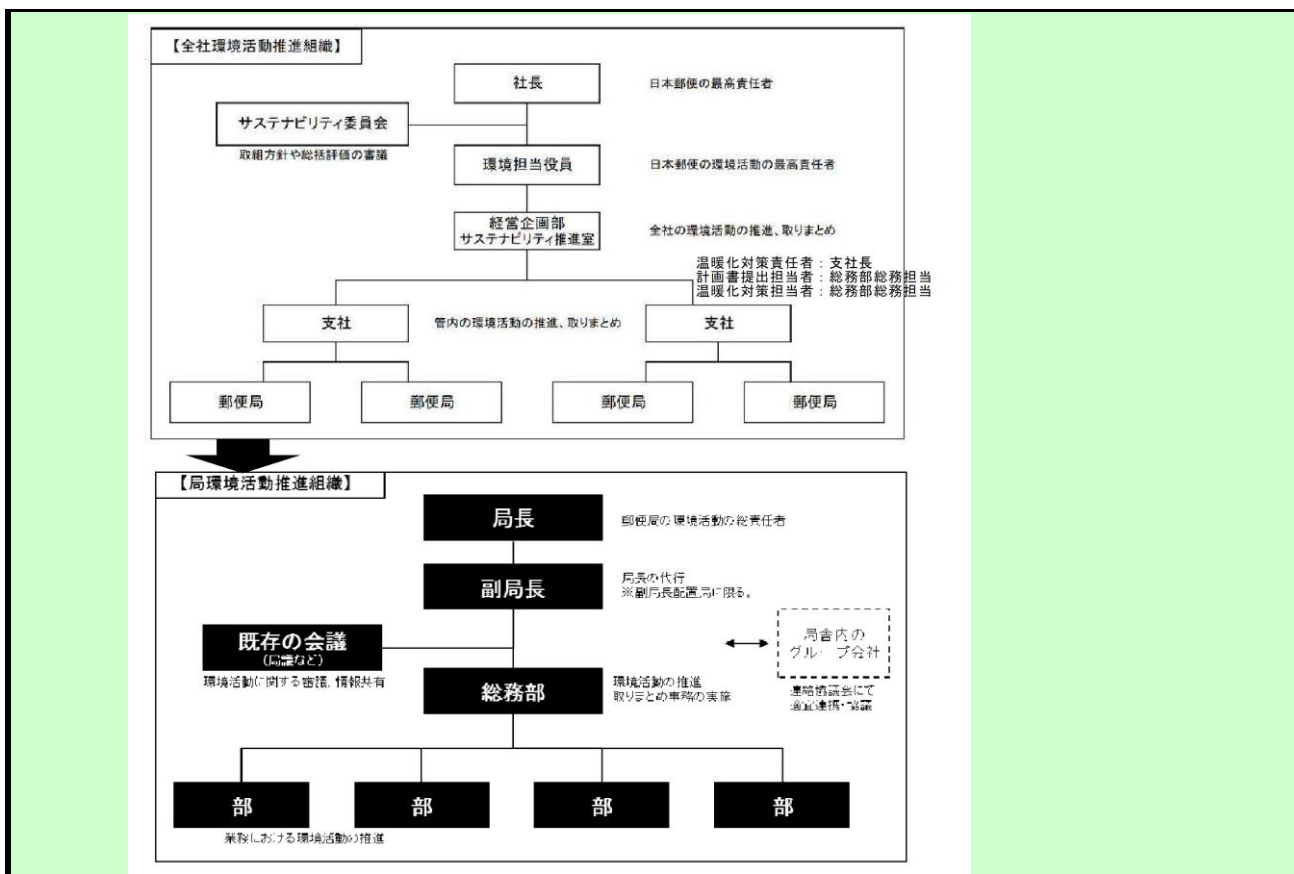 【全社環境活動推進組織】
社長
日本郵便の最高責任者
サステナビリティ委員会
取組方針や総括評価の審議
環境担当役員
日本郵便の環境活動の最高責任者
経営企画部
サステナビリティ推進室
全社の環境活動の推進、取りまとめ
温暖化対策責任者：支社長
計画書提出担当者：総務部総務担当
温暖化対策担当者：総務部総務担当
支社
管内の環境活動の推進、取りまとめ
支社
郵便局
郵便局
郵便局
郵便局
【局環境活動推進組織】
局長
郵便局の環境活動の総責任者
副局長
局長の代行
※副局長配置局に限る。
既存の会議
(局議など)
環境活動に関する審議、情報共有
局舎内の
グループ会社
連絡協議会にて
適宜連携・協議
総務部
環境活動の推進
取りまとめ事務の実施
部
部
部
部
業務における環境活動の推進